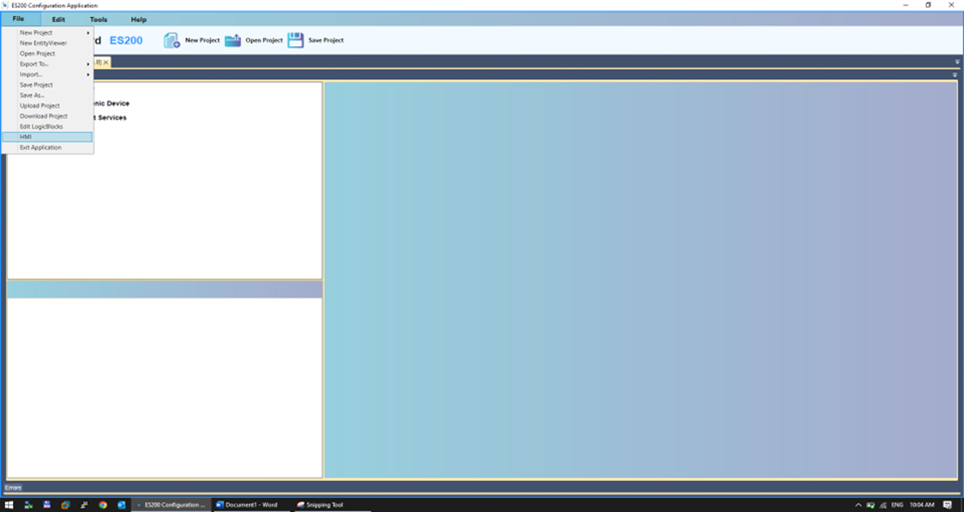 ES200 Configuration Application
File Edit Tools Help
New Project
New EntityViewer
Open Project
Export To...
Import...
Save Project
Save As...
Upload Project
Download Project
Edit LogicBlocks
HMI
Exit Application
rd ES200 New Project Open Project Save Project
.0]
onic Device
t Services
Errors
ES200 Configuration ... Document1 - Word Snipping Tool ENG 10:04 AM